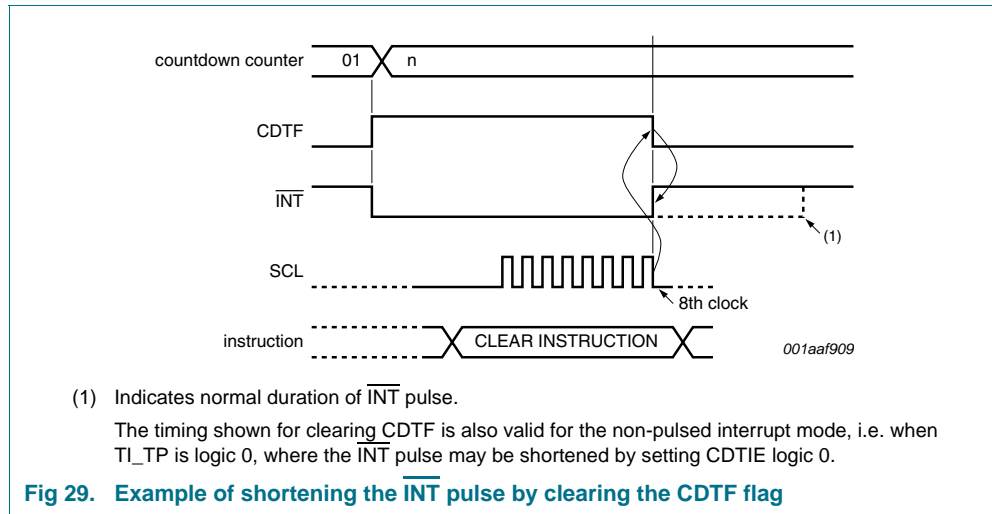 countdown counter 01 n
CDTF
INT
(1)
SCL
8th clock
instruction CLEAR INSTRUCTION
001aaf909
(1) Indicates normal duration of INT pulse.
The timing shown for clearing CDTF is also valid for the non-pulsed interrupt mode, i.e. when
TI_TP is logic 0, where the INT pulse may be shortened by setting CDTIE logic 0.
Fig 29. Example of shortening the INT pulse by clearing the CDTF flag